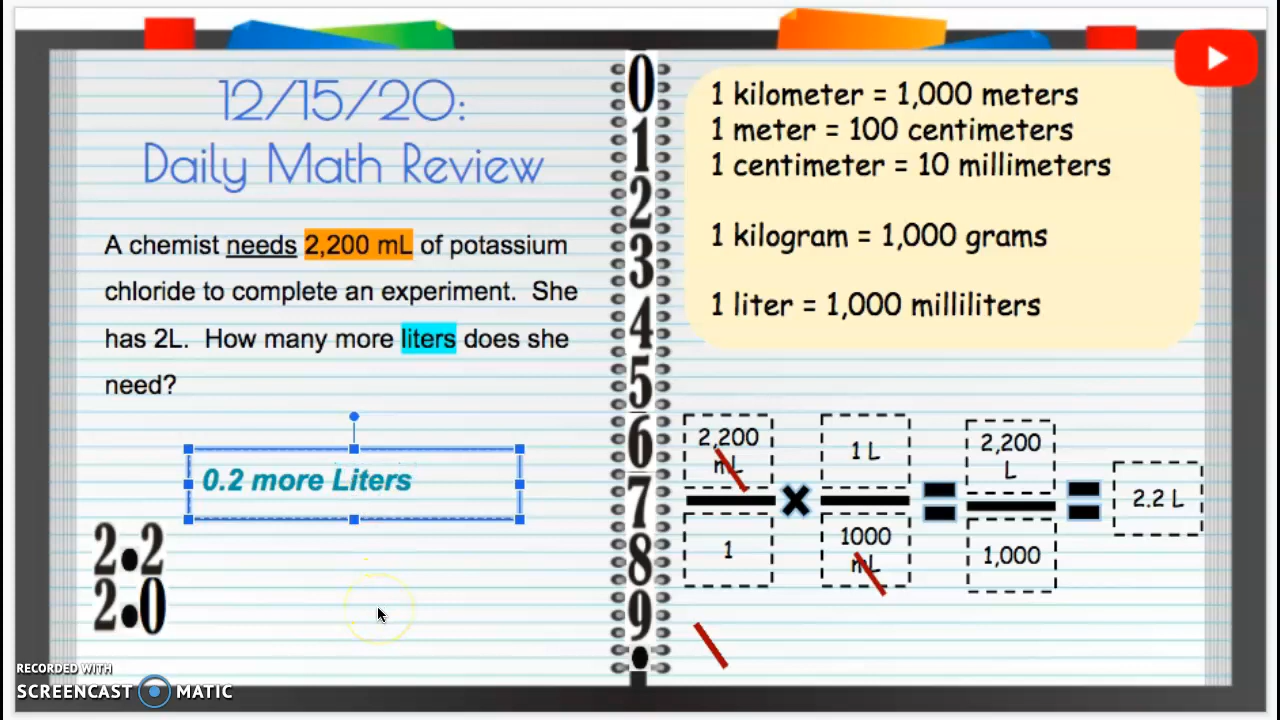 12/15/20:
Daily Math Review
A chemist needs 2,200 mL of potassium
chloride to complete an experiment. She
has 2L. How many more liters does she
need?
0.2 more Liters
2.2
2.0
0
1
2
3
4
5
6
7
8
9
.
1 kilometer = 1,000 meters
1 meter = 100 centimeters
1 centimeter = 10 millimeters
1 kilogram = 1,000 grams
1 liter = 1,000 milliliters
2,200
mL
1
×
1 L
1000
mL
=
2,200
L
1,000
=
2.2 L
RECORDED WITH
SCREENCAST MATIC